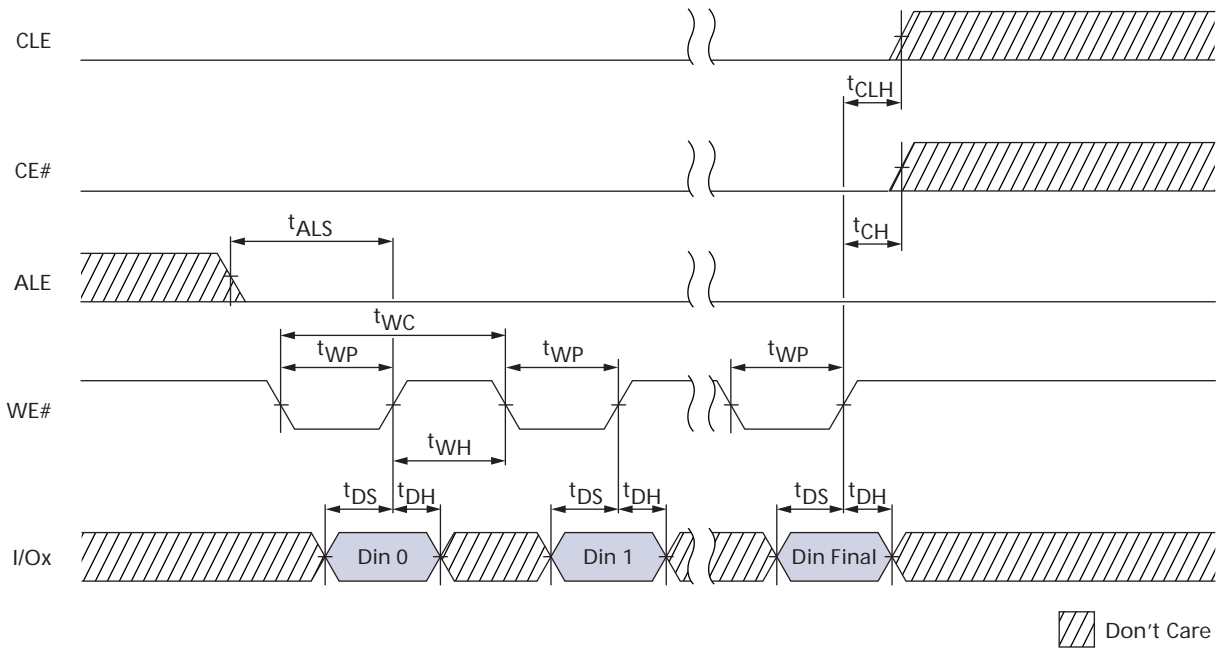 CLE
tCLH
CE#
tCH
tALS
ALE
tWC
tWP tWP tWP
WE#
tWH
tDS tDH tDS tDH tDS tDH
I/Ox Din 0 Din 1 Din Final
Don't Care